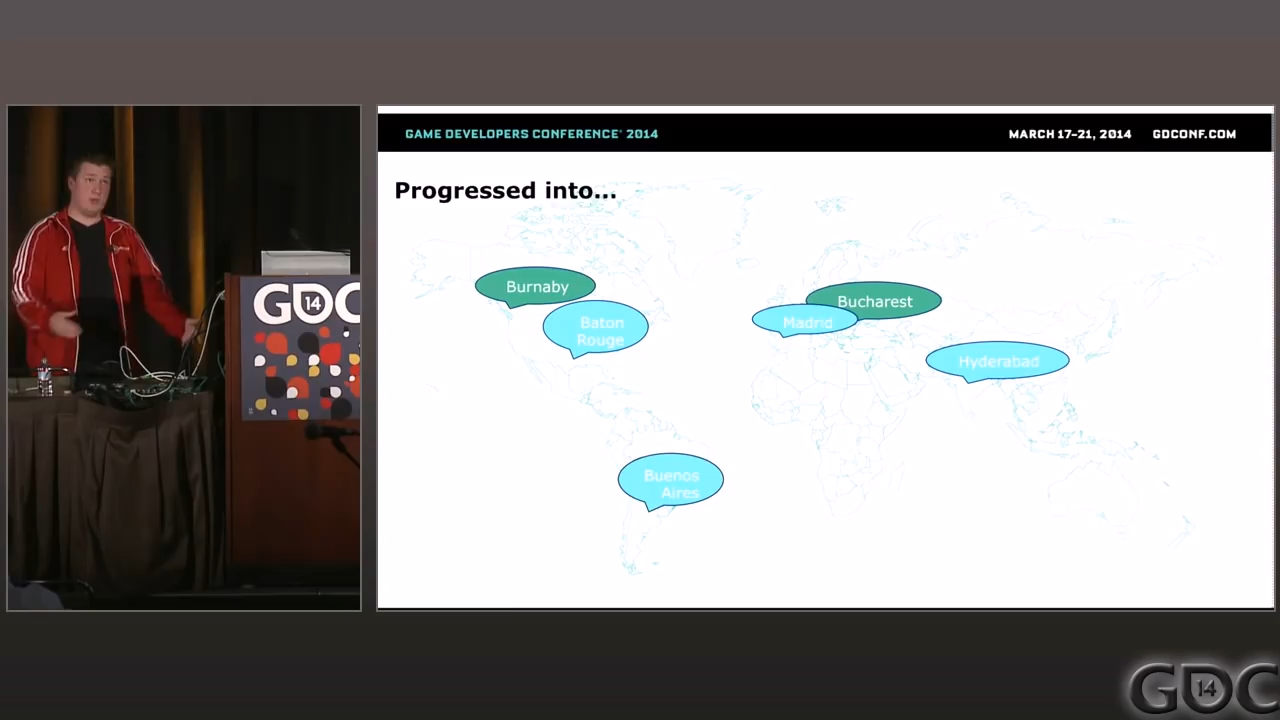 GAME DEVELOPERS CONFERENCE® 2014
MARCH 17–21, 2014 GDCONF.COM
Progressed into...
Burnaby
Bucharest
Baton
Rouge
Madrid
Hyderabad
Buenos
Aires
GDC
14
GDC
14